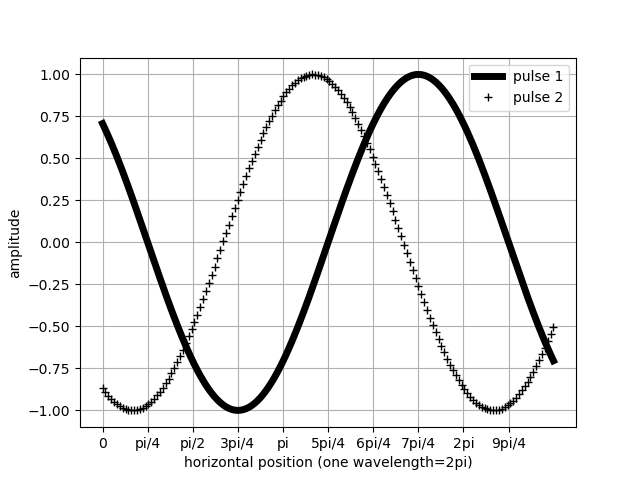 pulse 1
pulse 2
1.00
0.75
0.50
0.25
0.00
−0.25
−0.50
−0.75
−1.00
amplitude
0 pi/4 pi/2 3pi/4 pi 5pi/4 6pi/4 7pi/4 2pi 9pi/4
horizontal position (one wavelength=2pi)